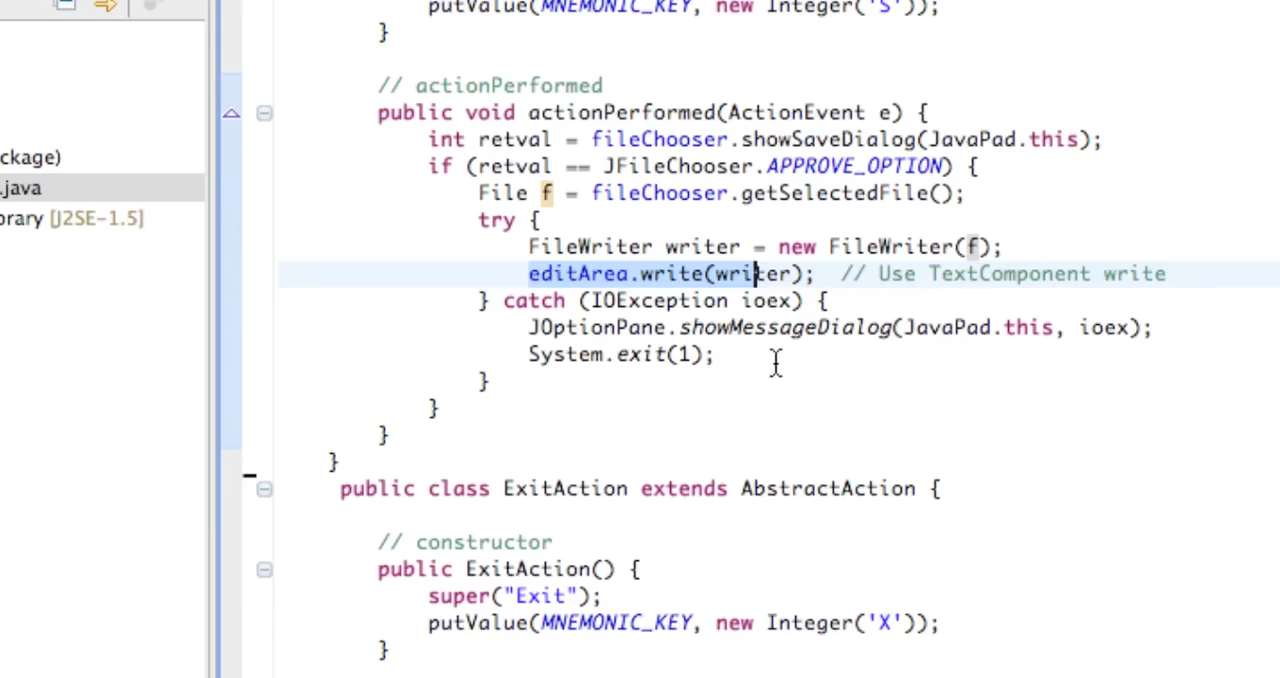 putValue(MNEMONIC_KEY, new Integer('S'));
}
// actionPerformed
public void actionPerformed(ActionEvent e) {
int retval = fileChooser.showSaveDialog(JavaPad.this);
ckage)
if (retval == JFileChooser.APPROVE_OPTION) {
.java
File f = fileChooser.getSelectedFile();
orary [J2SE-1.5]
try {
FileWriter writer = new FileWriter(f);
editArea.write(writer);  // Use TextComponent write
} catch (IOException ioex) {
JOptionPane.showMessageDialog(JavaPad.this, ioex);
System.exit(1);
}
}
}
}
public class ExitAction extends AbstractAction {
// constructor
public ExitAction() {
super("Exit");
putValue(MNEMONIC_KEY, new Integer('X'));
}